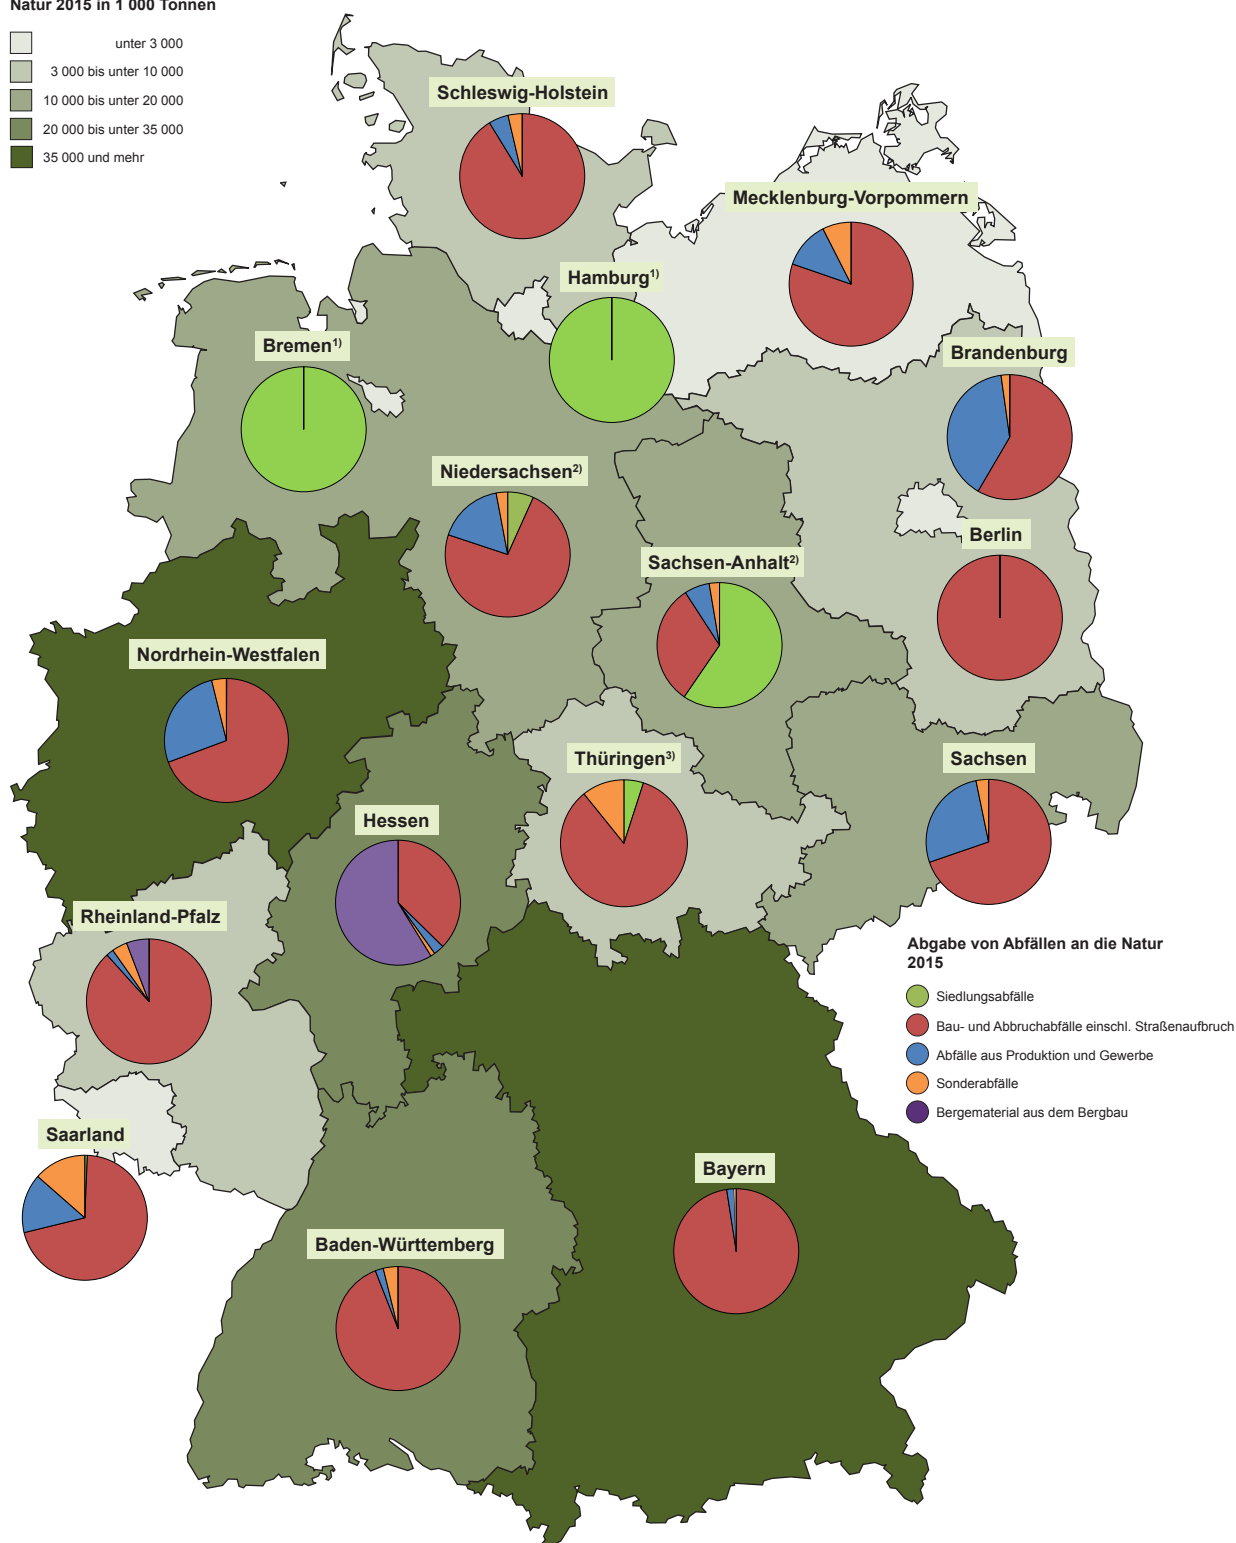 Natur 2015 in 1 000 Tonnen
unter 3 000
3 000 bis unter 10 000
10 000 bis unter 20 000
20 000 bis unter 35 000
35 000 und mehr
Schleswig-Holstein
Mecklenburg-Vorpommern
Hamburg1)
Bremen1)
Brandenburg
Niedersachsen2)
Berlin
Sachsen-Anhalt2)
Nordrhein-Westfalen
Thüringen3)
Sachsen
Hessen
Rheinland-Pfalz
Abgabe von Abfällen an die Natur
2015
Siedlungsabfälle
Bau- und Abbruchabfälle einschl. Straßenaufbruch
Abfälle aus Produktion und Gewerbe
Sonderabfälle
Bergematerial aus dem Bergbau
Saarland
Bayern
Baden-Württemberg